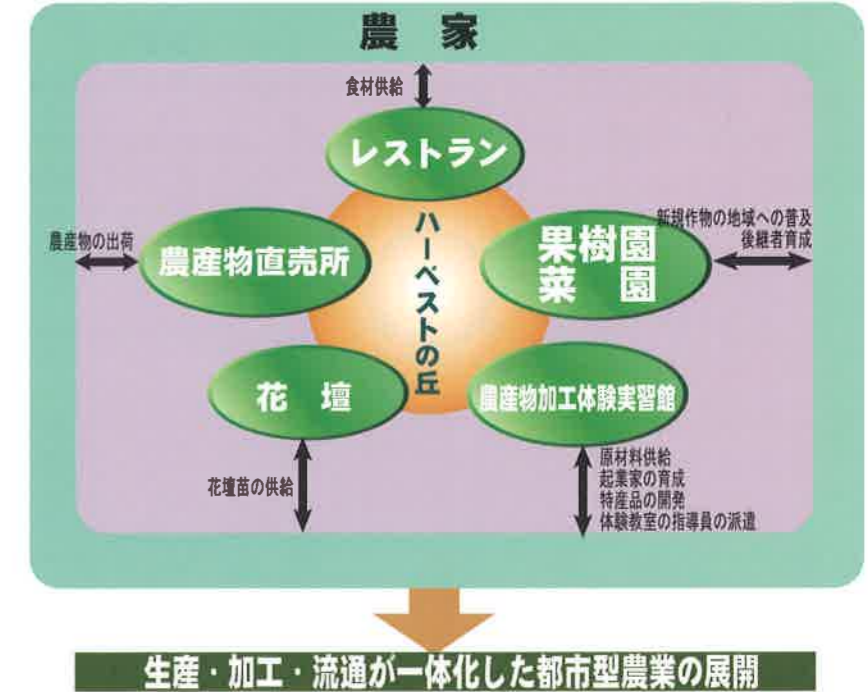 農　家
食材供給
レストラン
ハーベストの丘
農産物の出荷
農産物直売所
果樹園
菜　園
新規作物の地域への普及
後継者育成
花　壇
農産物加工体験実習館
花壇苗の供給
原材料供給
起業家の育成
特産品の開発
体験教室の指導員の派遣
生産・加工・流通が一体化した都市型農業の展開